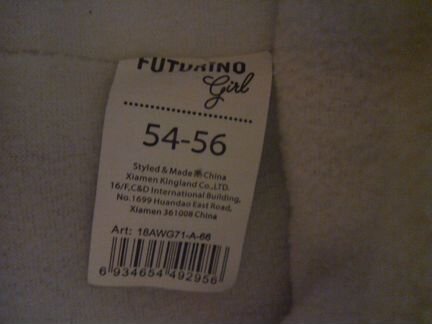 FUTURINO
Girl
54-56
Styled & Made in China
Xiamen Kingland Co.,LTD.
16/F,C&D International Building,
No.1699 Huandao East Road,
Xiamen 361008 China
Art: 18AWG71-A-66
6 934654 492956